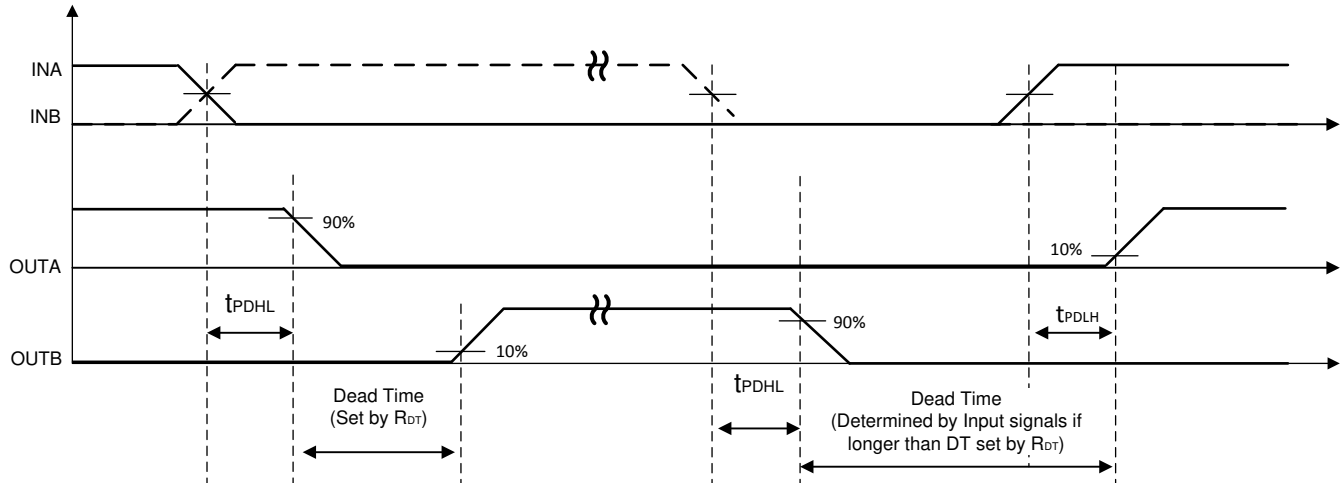 INA
INB
90%
10%
OUTA
tPDHL
90%
tPDLH
10%
OUTB
tPDHL
Dead Time
(Set by RDT)
Dead Time
(Determined by Input signals if
longer than DT set by RDT)